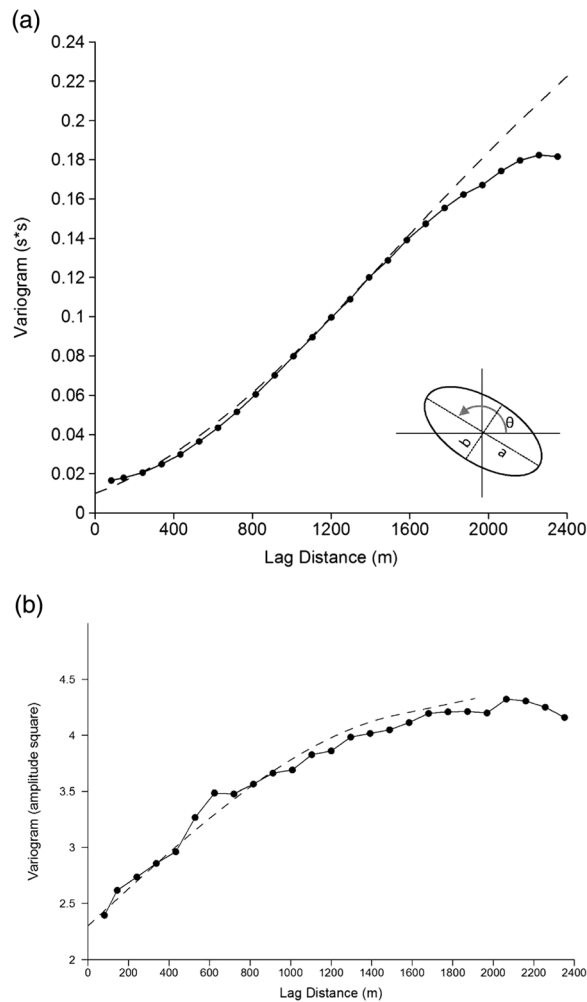 (a)
0.24
0.22
0.2
0.18
0.16
0.14
0.12
0.1
0.08
0.06
0.04
0.02
0
Variogram (s*s)
θ
b
a
0 400 800 1200 1600 2000 2400
Lag Distance (m)
(b)
4.5
4
3.5
3
2.5
2
Variogram (amplitude square)
0 200 400 600 800 1000 1200 1400 1600 1800 2000 2200 2400
Lag Distance (m)